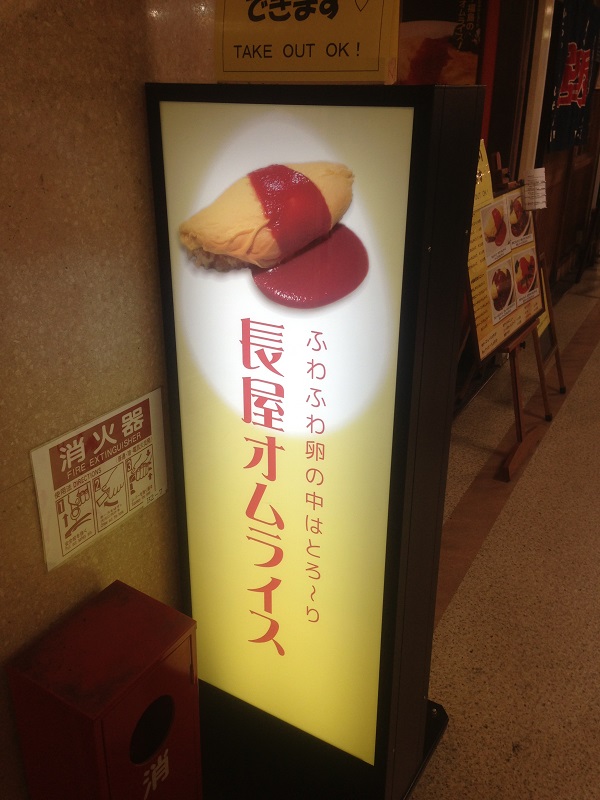 できます
TAKE OUT OK!
ふわふわ卵の中はとろ～り
長屋オムライス
消火器
FIRE EXTINGUISHER
DIRECTIONS
消